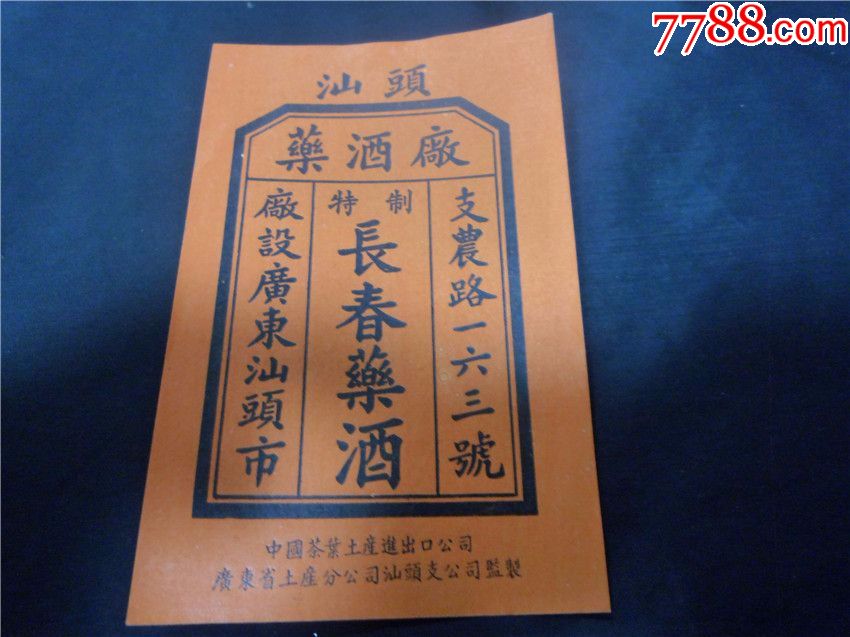 7788.com
汕頭
藥酒廠
特制
長春藥酒
廠設廣東汕頭市
支農路一六三號
中國茶葉土産進出口公司
廣東省土産分公司汕頭支公司監製